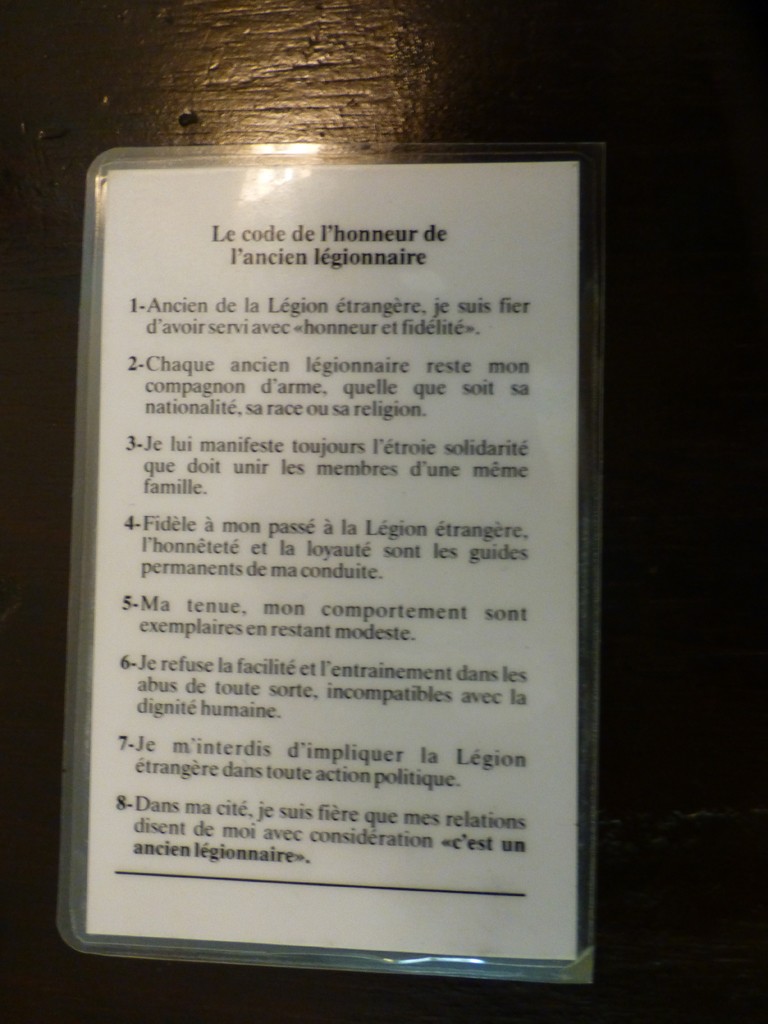 Le code de l'honneur de
l'ancien légionnaire
1-Ancien de la Légion étrangère, je suis fier
d'avoir servi avec «honneur et fidélité».
2-Chaque ancien légionnaire reste mon
compagnon d'arme, quelle que soit sa
nationalité, sa race ou sa religion.
3-Je lui manifeste toujours l'étroie solidarité
que doit unir les membres d'une même
famille.
4-Fidèle à mon passé à la Légion étrangère,
l'honnêteté et la loyauté sont les guides
permanents de ma conduite.
5-Ma tenue, mon comportement sont
exemplaires en restant modeste.
6-Je refuse la facilité et l'entrainement dans les
abus de toute sorte, incompatibles avec la
dignité humaine.
7-Je m'interdis d'impliquer la Légion
étrangère dans toute action politique.
8-Dans ma cité, je suis fière que mes relations
disent de moi avec considération «c'est un
ancien légionnaire».